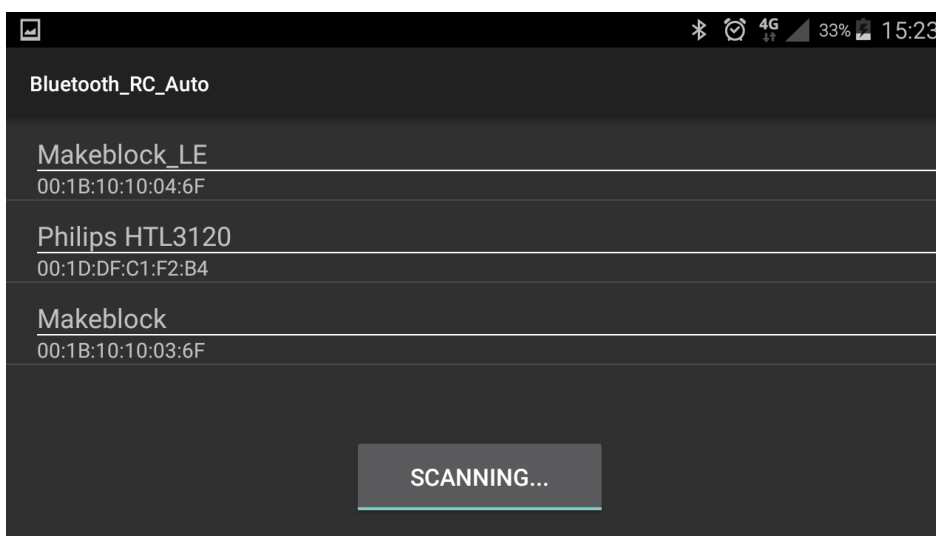 4G 33% 15:23
Bluetooth_RC_Auto
Makeblock_LE
00:1B:10:10:04:6F
Philips HTL3120
00:1D:DF:C1:F2:B4
Makeblock
00:1B:10:10:03:6F
SCANNING...